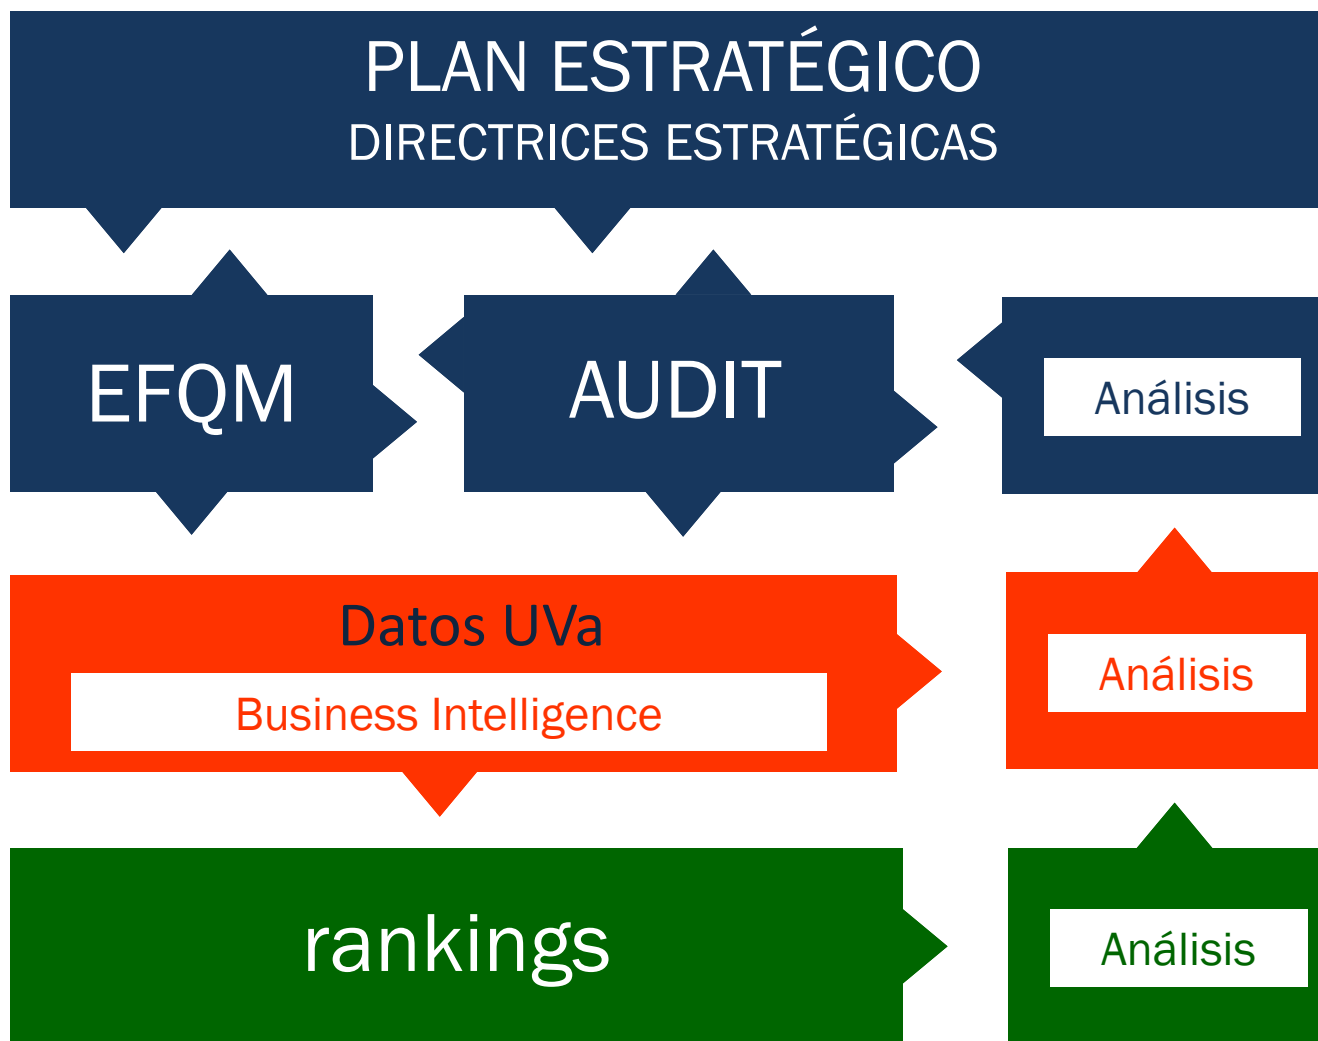 PLAN ESTRATÉGICO
DIRECTRICES ESTRATÉGICAS
EFQM
AUDIT
Análisis
Datos UVa
Business Intelligence
Análisis
rankings
Análisis